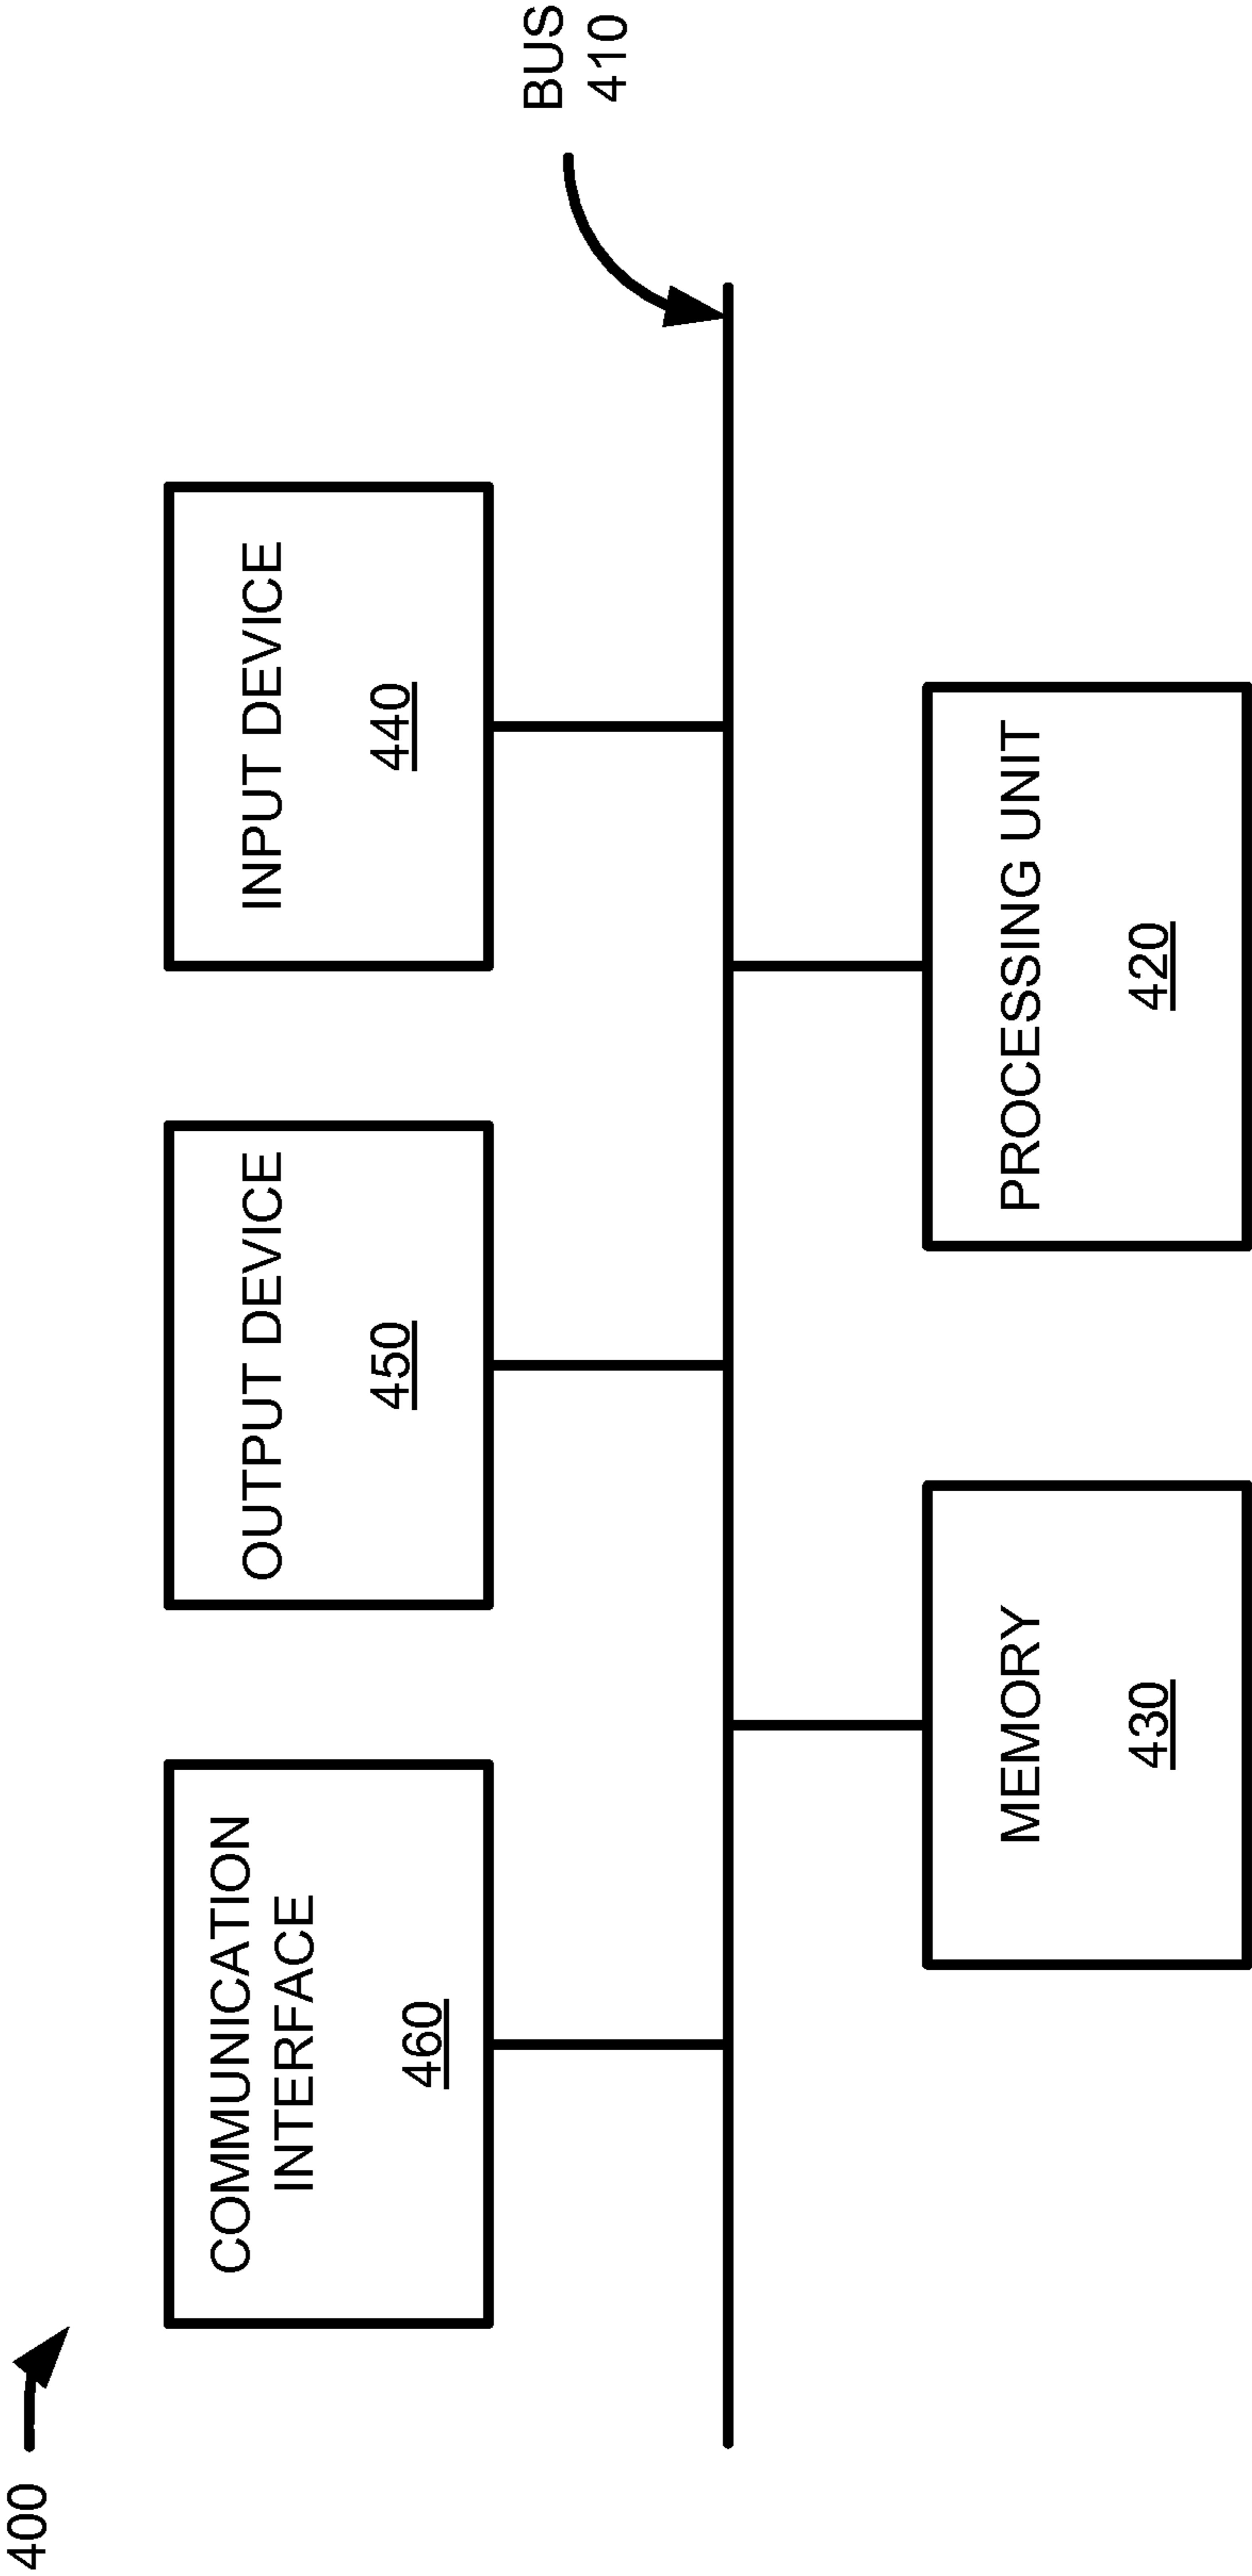 400
COMMUNICATION
INTERFACE
460
OUTPUT DEVICE
450
INPUT DEVICE
440
BUS
410
MEMORY
430
PROCESSING UNIT
420